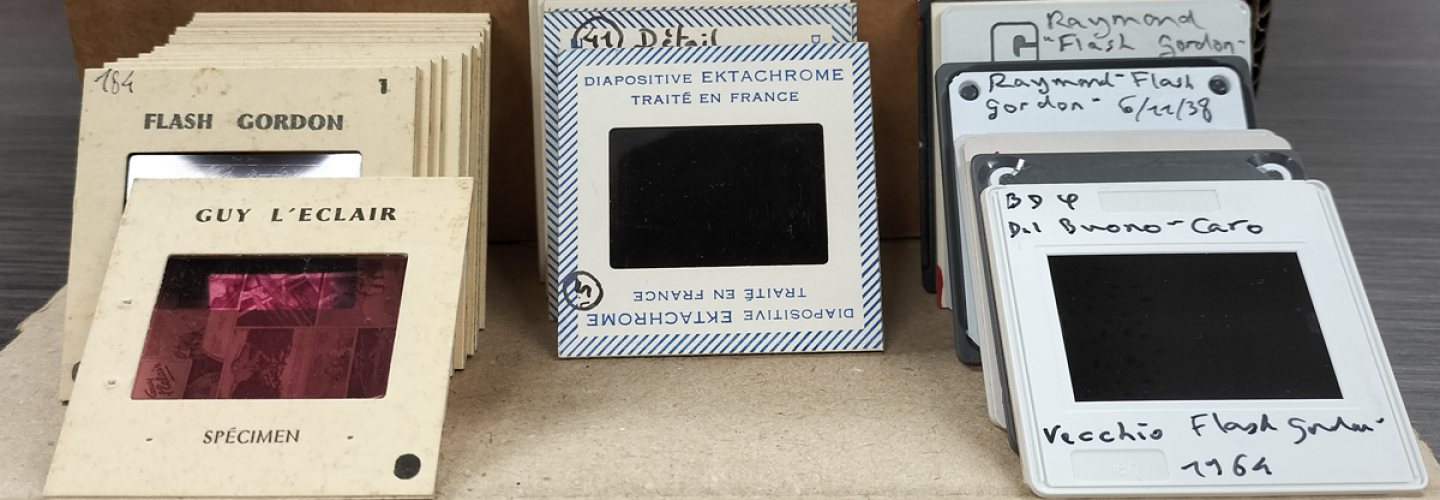 184
1
FLASH GORDON
GUY L'ECLAIR
SPÉCIMEN
41 Détail
DIAPOSITIVE EKTACHROME
TRAITÉ EN FRANCE
TRAITÉ EN FRANCE
DIAPOSITIVE EKTACHROME
Raymond
"Flash Gordon"
Raymond - Flash
Gordon - 6/11/38
BD 4
Del Buono - Caro
Vecchio Flash Gordon -
1964